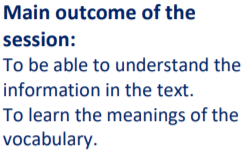 Main outcome of the
session:
To be able to understand the
information in the text.
To learn the meanings of the
vocabulary.